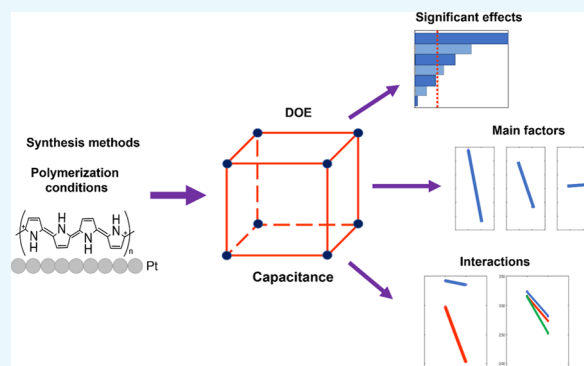 Significant effects
DOE
Synthesis methods
Main factors
Polymerization
conditions
H
N
N
H
H
N
N
H
n
Pt
Capacitance
Interactions